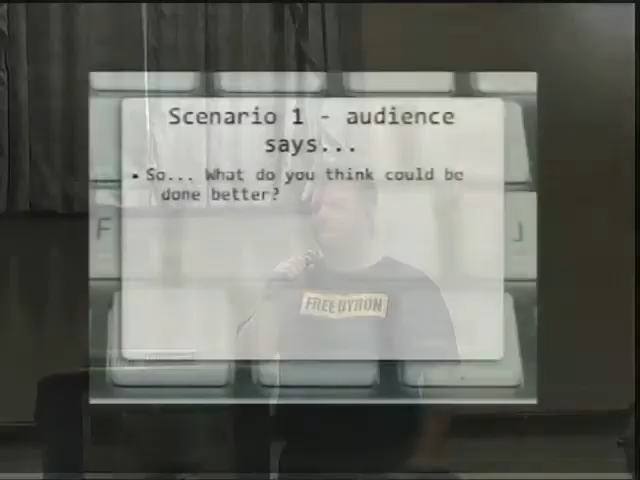 Scenario 1 - audience
says...
• So... What do you think could be
done better?
F
J
FREEBYRON